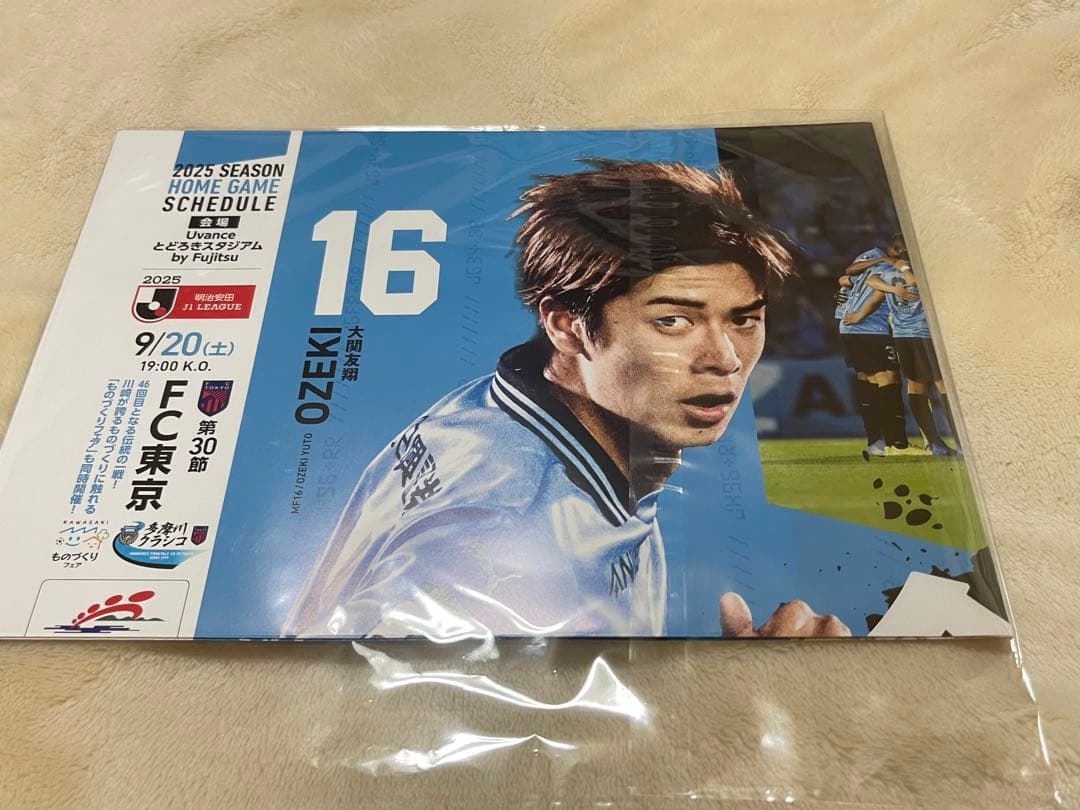 2025 SEASON
HOME GAME
SCHEDULE
会場
Uvance
とどろきスタジアム
by Fujitsu
2025
明治安田
J1 LEAGUE
9/20(土)
19:00 K.O.
FC
TOKYO
第30節
FC東京
46回目となる伝統の一戦!
川崎が誇るものづくりに触れる
「ものづくりフェア」も同時開催!
KAWASAKI
ものづくり
フェア
多摩川
クラシコ
16
大関友翔
MF16 / OZEKI YUTO
OZEKI
3